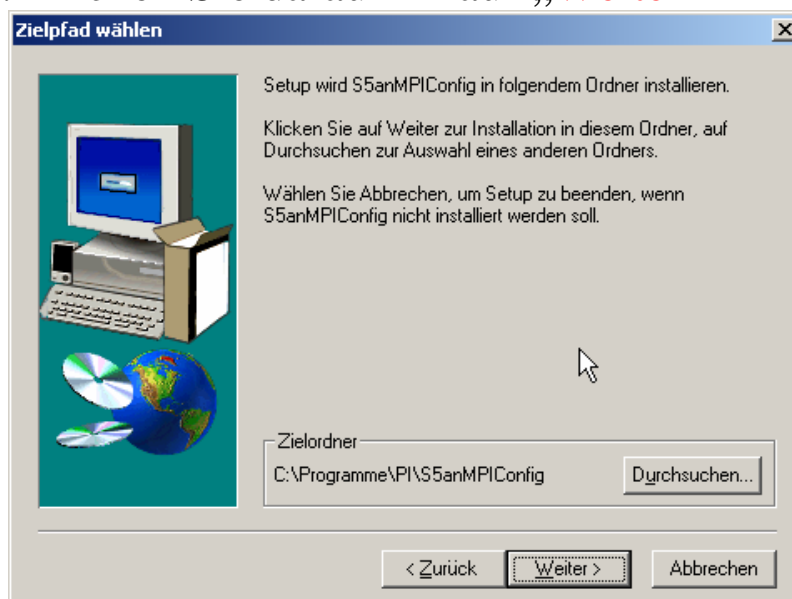 Zielpfad wählen
Setup wird S5anMPIConfig in folgendem Ordner installieren.
Klicken Sie auf Weiter zur Installation in diesem Ordner, auf
Durchsuchen zur Auswahl eines anderen Ordners.
Wählen Sie Abbrechen, um Setup zu beenden, wenn
S5anMPIConfig nicht installiert werden soll.
Zielordner
C:\Programme\PI\S5anMPIConfig
Durchsuchen...
< Zurück
Weiter >
Abbrechen